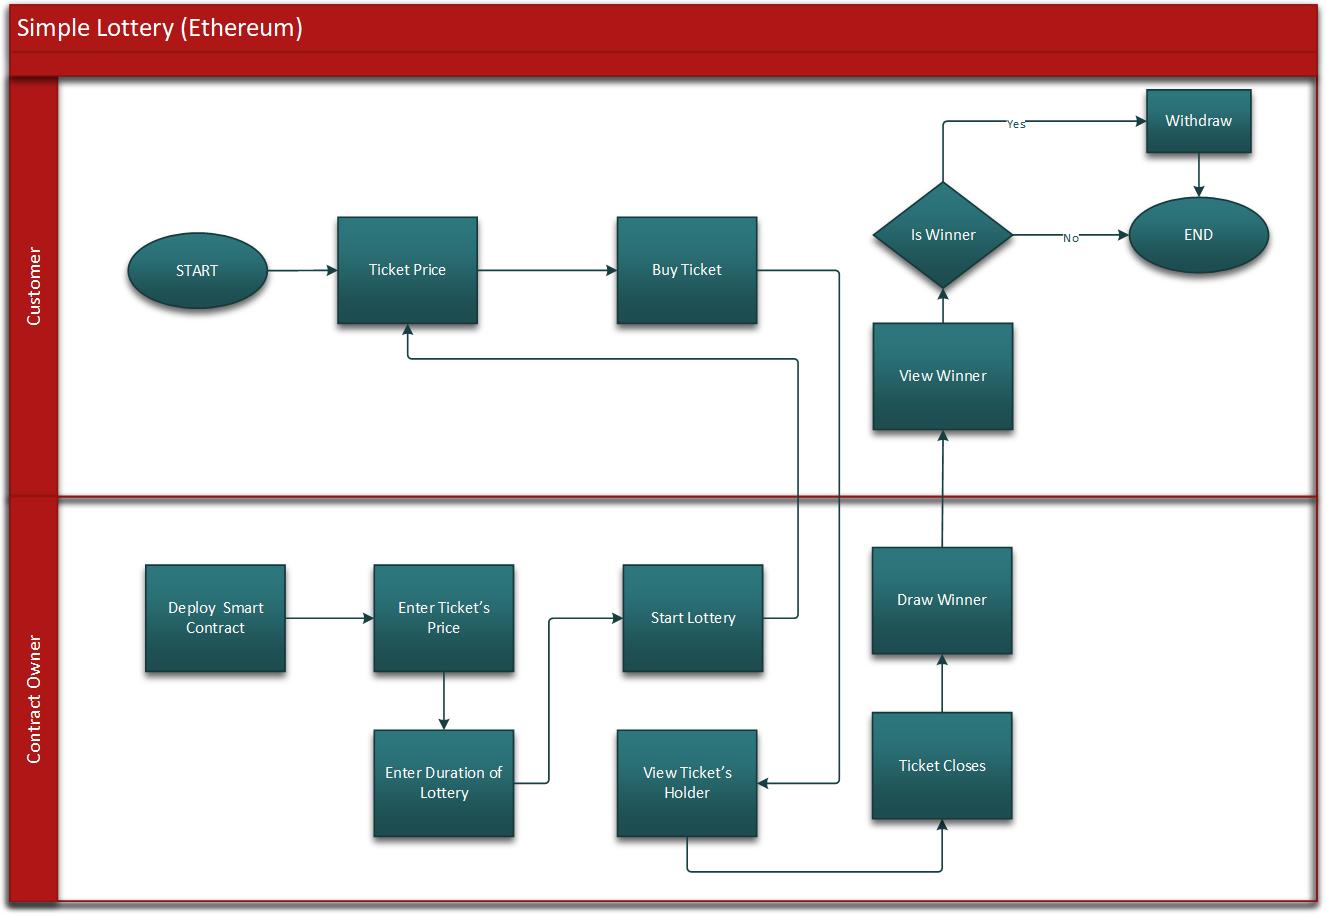 Simple Lottery (Ethereum)
Customer
START
Ticket Price
Buy Ticket
Is Winner
Yes
No
Withdraw
END
View Winner
Contract Owner
Deploy  Smart
Contract
Enter Ticket’s
Price
Start Lottery
Draw Winner
Enter Duration of
Lottery
View Ticket’s
Holder
Ticket Closes